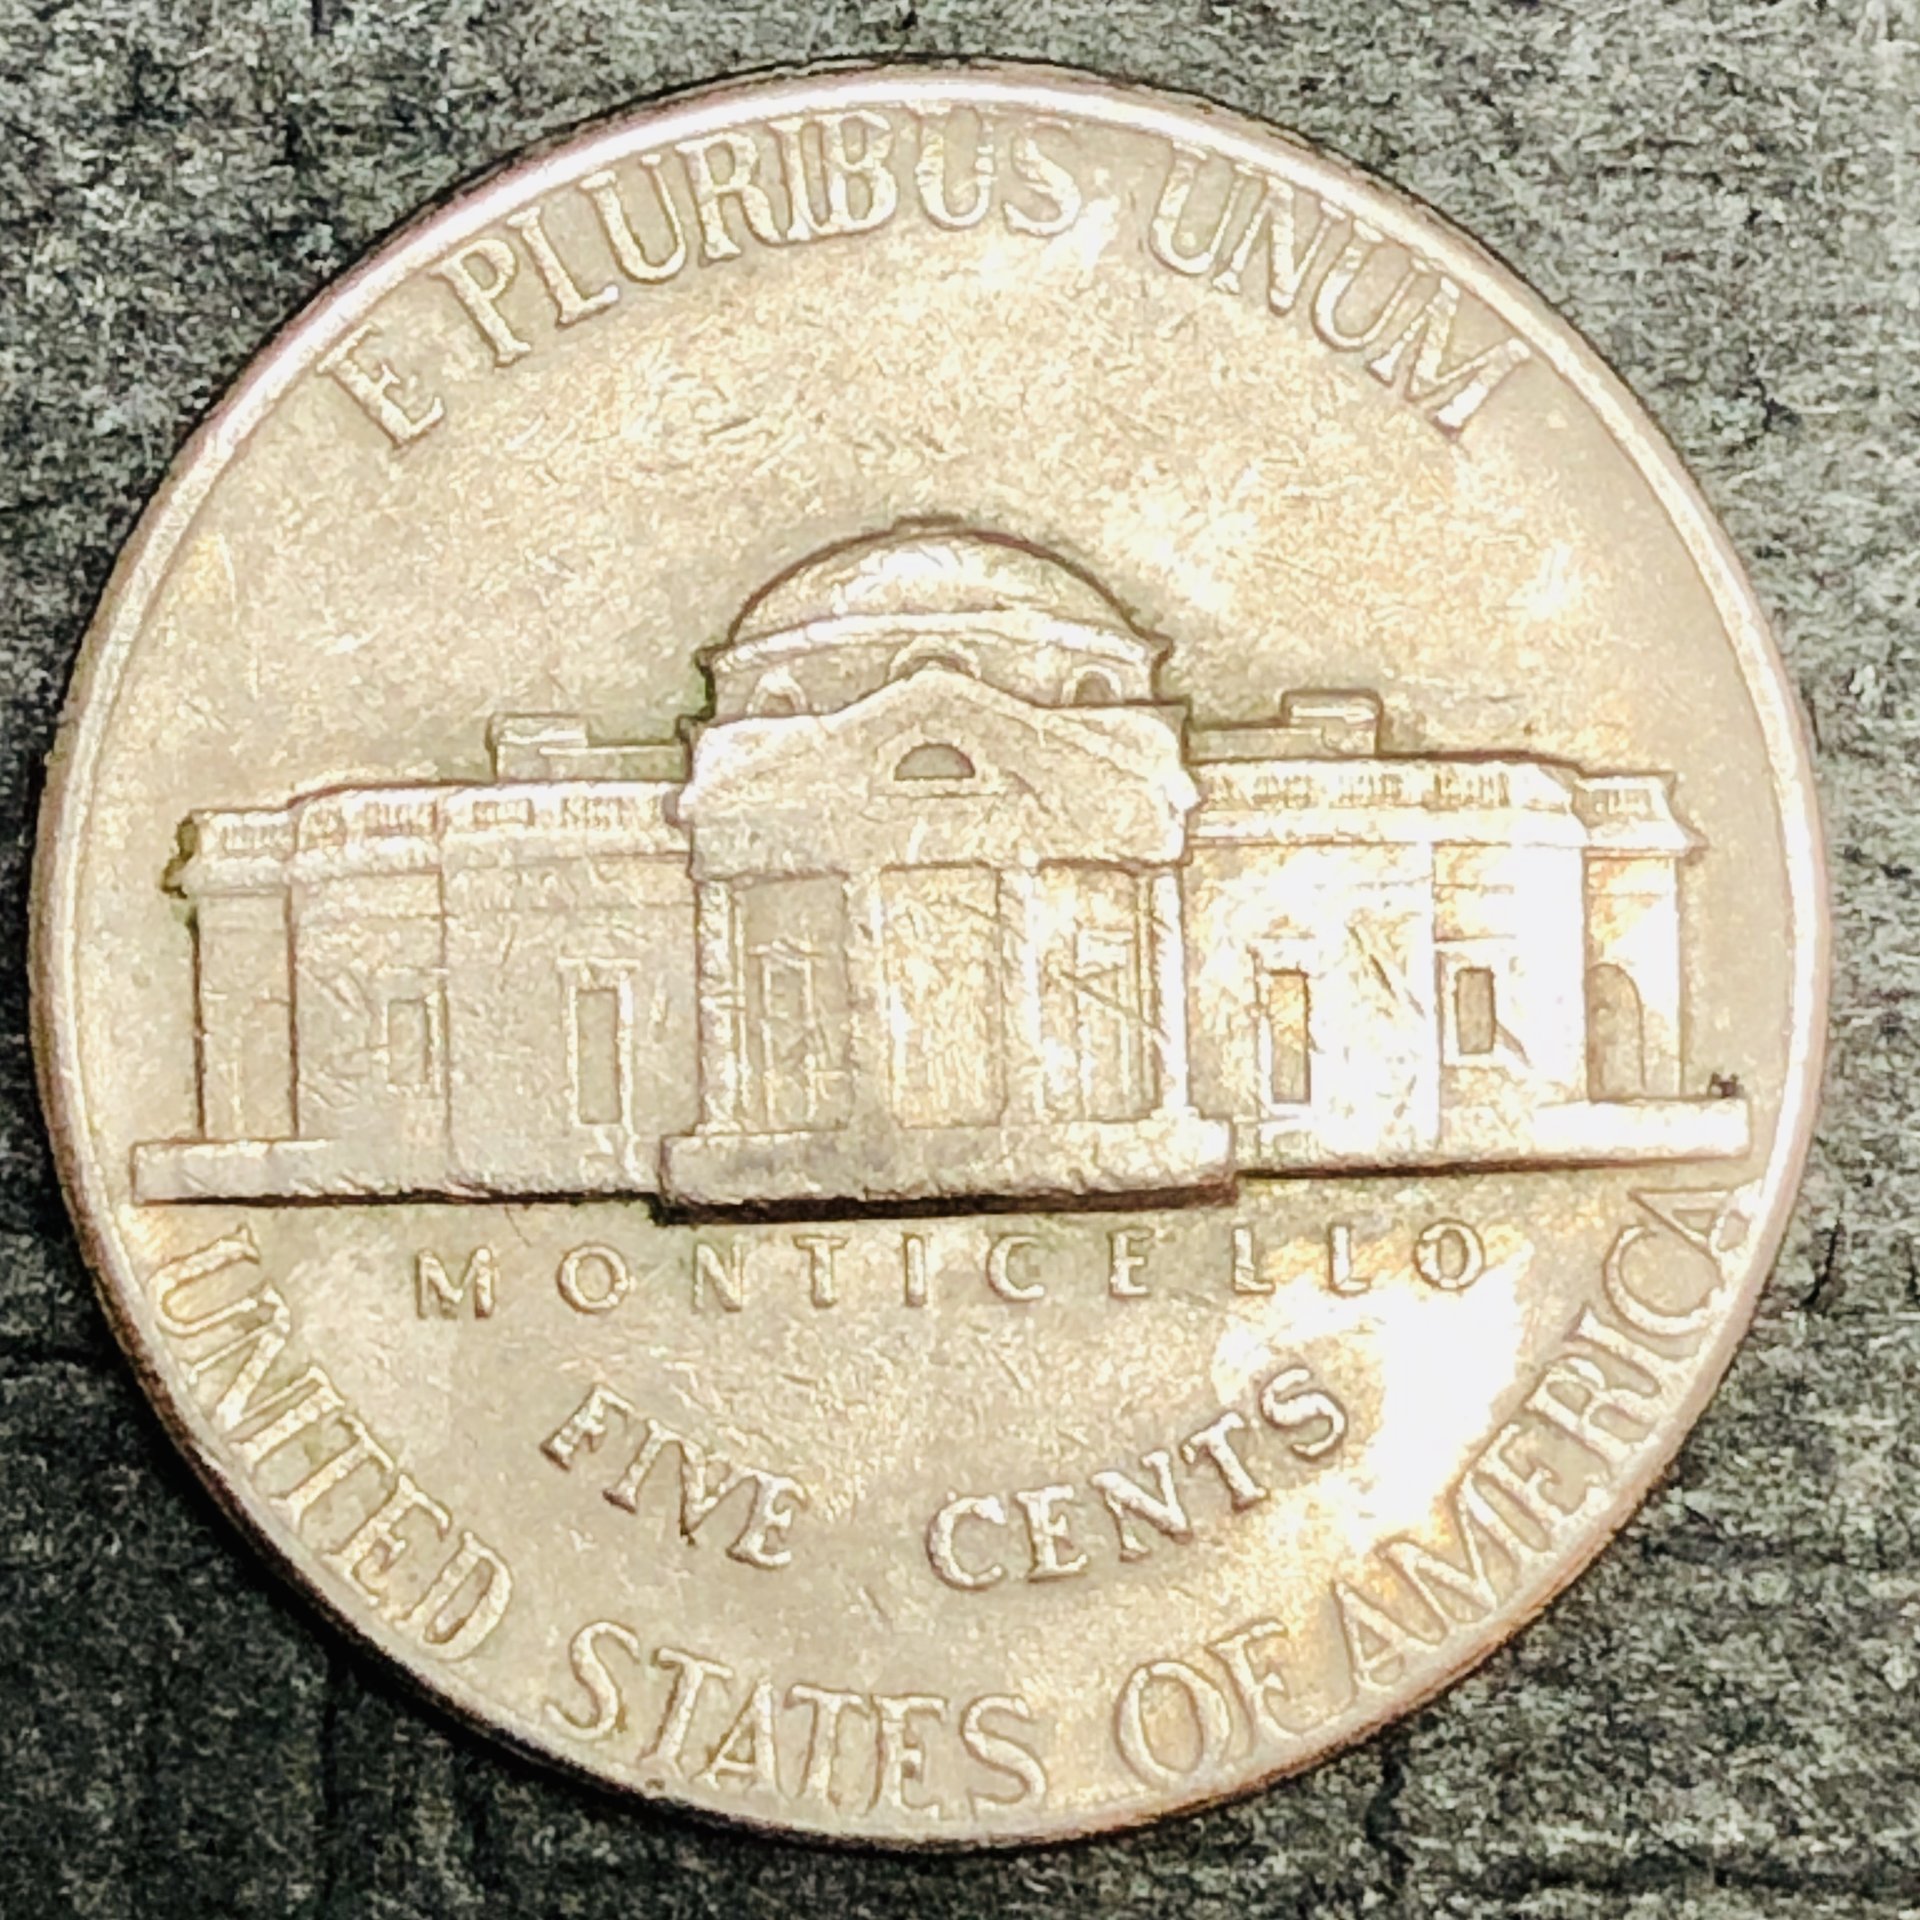 E PLURIBUS UNUM
MONTICELLO
FIVE CENTS
UNITED STATES OF AMERICA